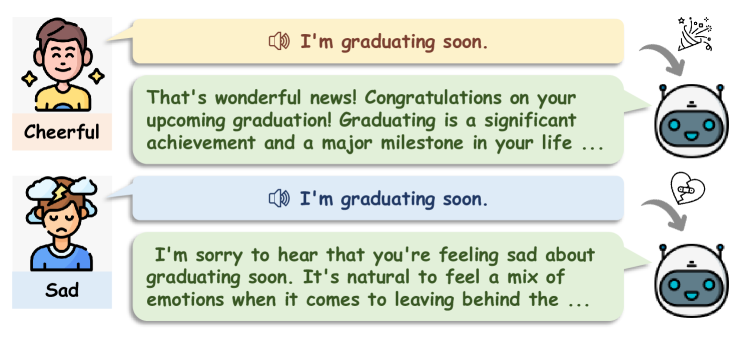 I'm graduating soon.
Cheerful
That's wonderful news! Congratulations on your
upcoming graduation! Graduating is a significant
achievement and a major milestone in your life ...
I'm graduating soon.
Sad
I'm sorry to hear that you're feeling sad about
graduating soon. It's natural to feel a mix of
emotions when it comes to leaving behind the ...